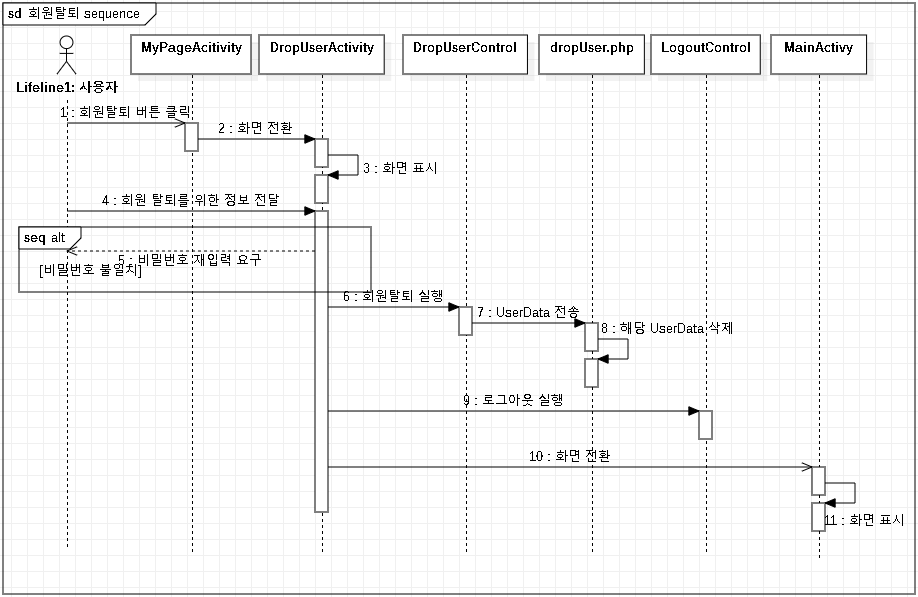 sd 회원탈퇴 sequence
MyPageAcitivity
DropUserActivity
DropUserControl
dropUser.php
LogoutControl
MainActivy
Lifeline1: 사용자
1 : 회원탈퇴 버튼 클릭
2 : 화면 전환
3 : 화면 표시
4 : 회원 탈퇴를 위한 정보 전달
seq alt
5 : 비밀번호 재입력 요구
[비밀번호 불일치]
6 : 회원탈퇴 실행
7 : UserData 전송
8 : 해당 UserData 삭제
9 : 로그아웃 실행
10 : 화면 전환
11 : 화면 표시